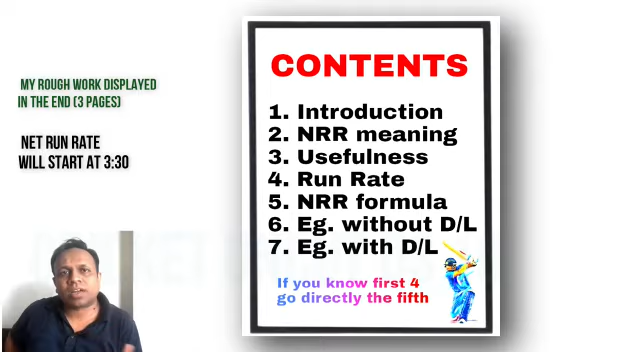 MY ROUGH WORK DISPLAYED
IN THE END (3 PAGES)
NET RUN RATE
WILL START AT 3:30
CONTENTS
1. Introduction
2. NRR meaning
3. Usefulness
4. Run Rate
5. NRR formula
6. Eg. without D/L
7. Eg. with D/L
If you know first 4
go directly the fifth